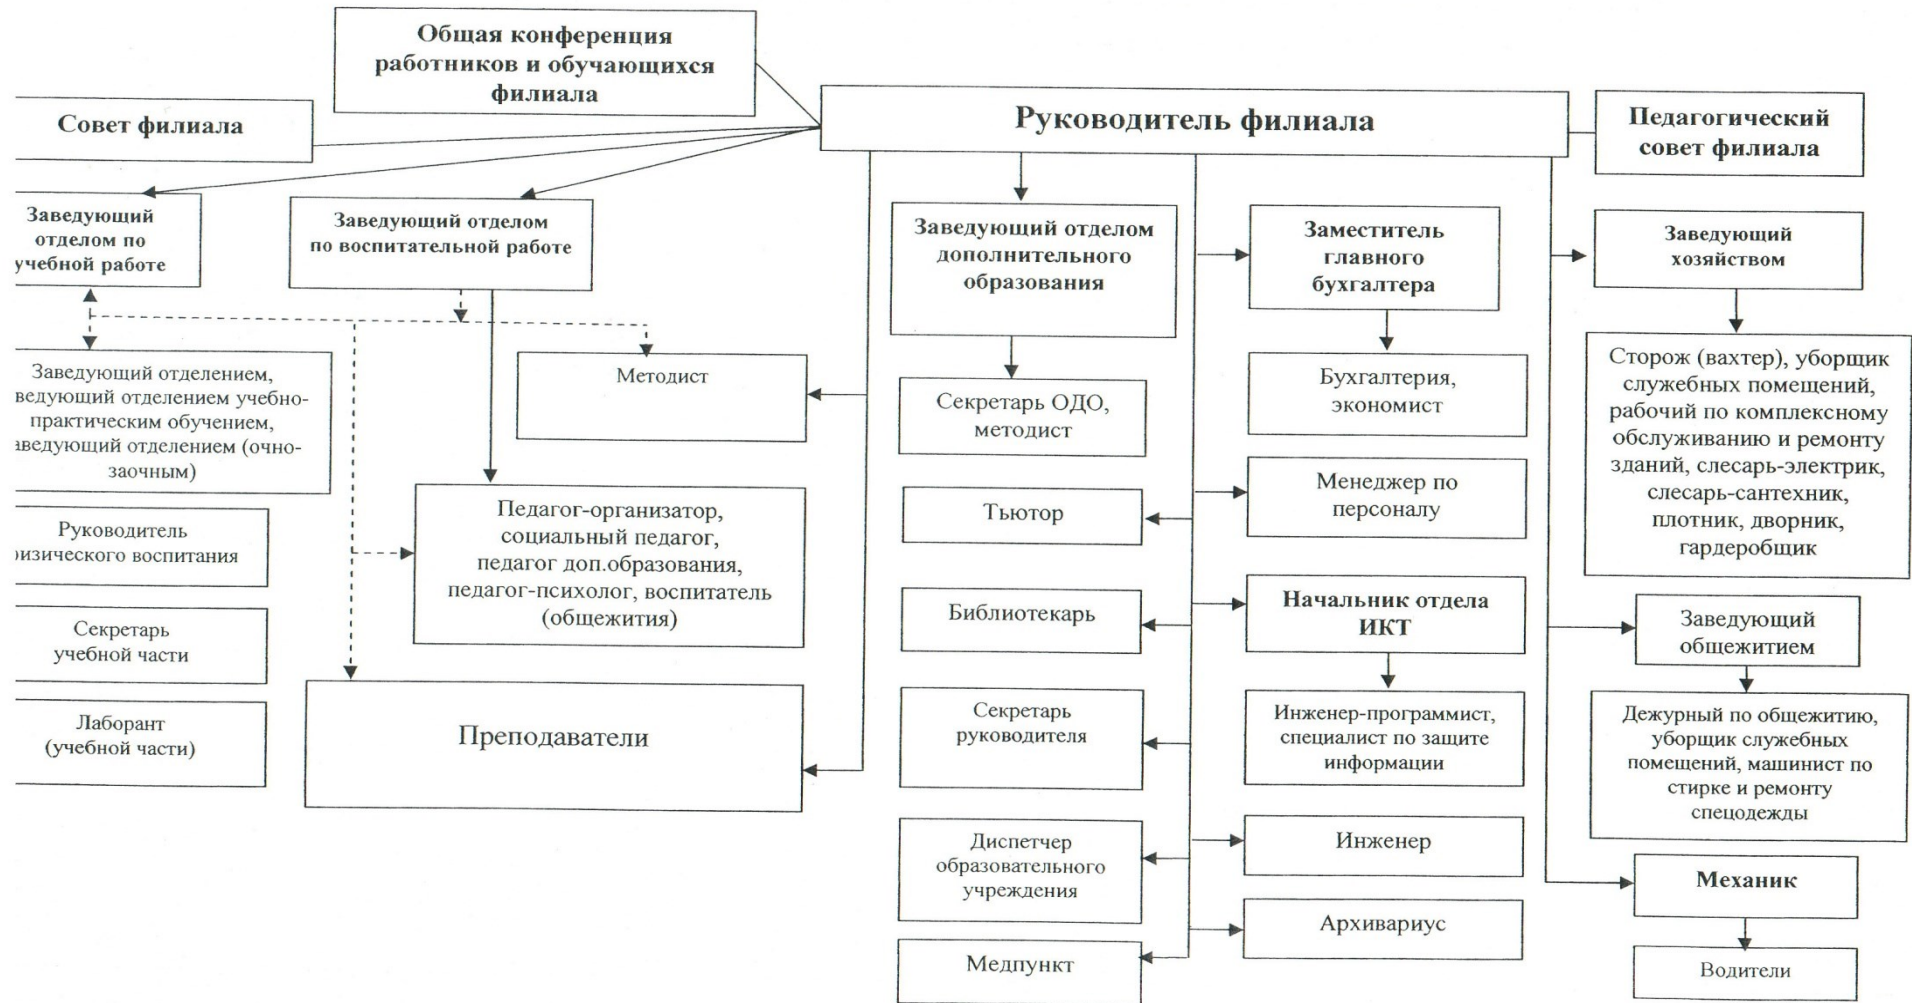 Общая конференция
работников и обучающихся
филиала
Совет филиала
Руководитель филиала
Педагогический
совет филиала
Заведующий
отделом по
учебной работе
Заведующий отделом
по воспитательной работе
Заведующий отделом
дополнительного
образования
Заместитель
главного
бухгалтера
Заведующий
хозяйством
Заведующий отделением,
ведующий отделением учебно-
практическим обучением,
аведующий отделением (очно-
заочным)
Методист
Секретарь ОДО,
методист
Бухгалтерия,
экономист
Сторож (вахтер), уборщик
служебных помещений,
рабочий по комплексному
обслуживанию и ремонту
зданий, слесарь-электрик,
слесарь-сантехник,
плотник, дворник,
гардеробщик
Руководитель
ризического воспитания
Педагог-организатор,
социальный педагог,
педагог доп.образования,
педагог-психолог, воспитатель
(общежития)
Тьютор
Менеджер по
персоналу
Секретарь
учебной части
Библиотекарь
Начальник отдела
ИКТ
Заведующий
общежитием
Лаборант
(учебной части)
Преподаватели
Секретарь
руководителя
Инженер-программист,
специалист по защите
информации
Дежурный по общежитию,
уборщик служебных
помещений, машинист по
стирке и ремонту
спецодежды
Диспетчер
образовательного
учреждения
Инженер
Механик
Медпункт
Архивариус
Водители